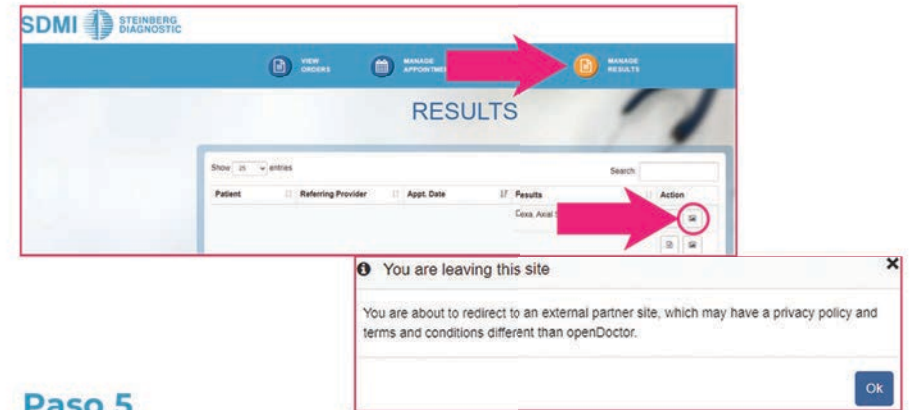 SDMI STEINBERG
DIAGNOSTIC
VIEW
ORDERS
MANAGE
MANAGE
RESULTS
RESULTS
Show 25 entries
Search:
Patient Referring Provider Appt. Date Results Action
Axial
You are leaving this site
You are about to redirect to an external partner site, which may have a privacy policy and
terms and conditions different than openDoctor.
Ok
Paso 5